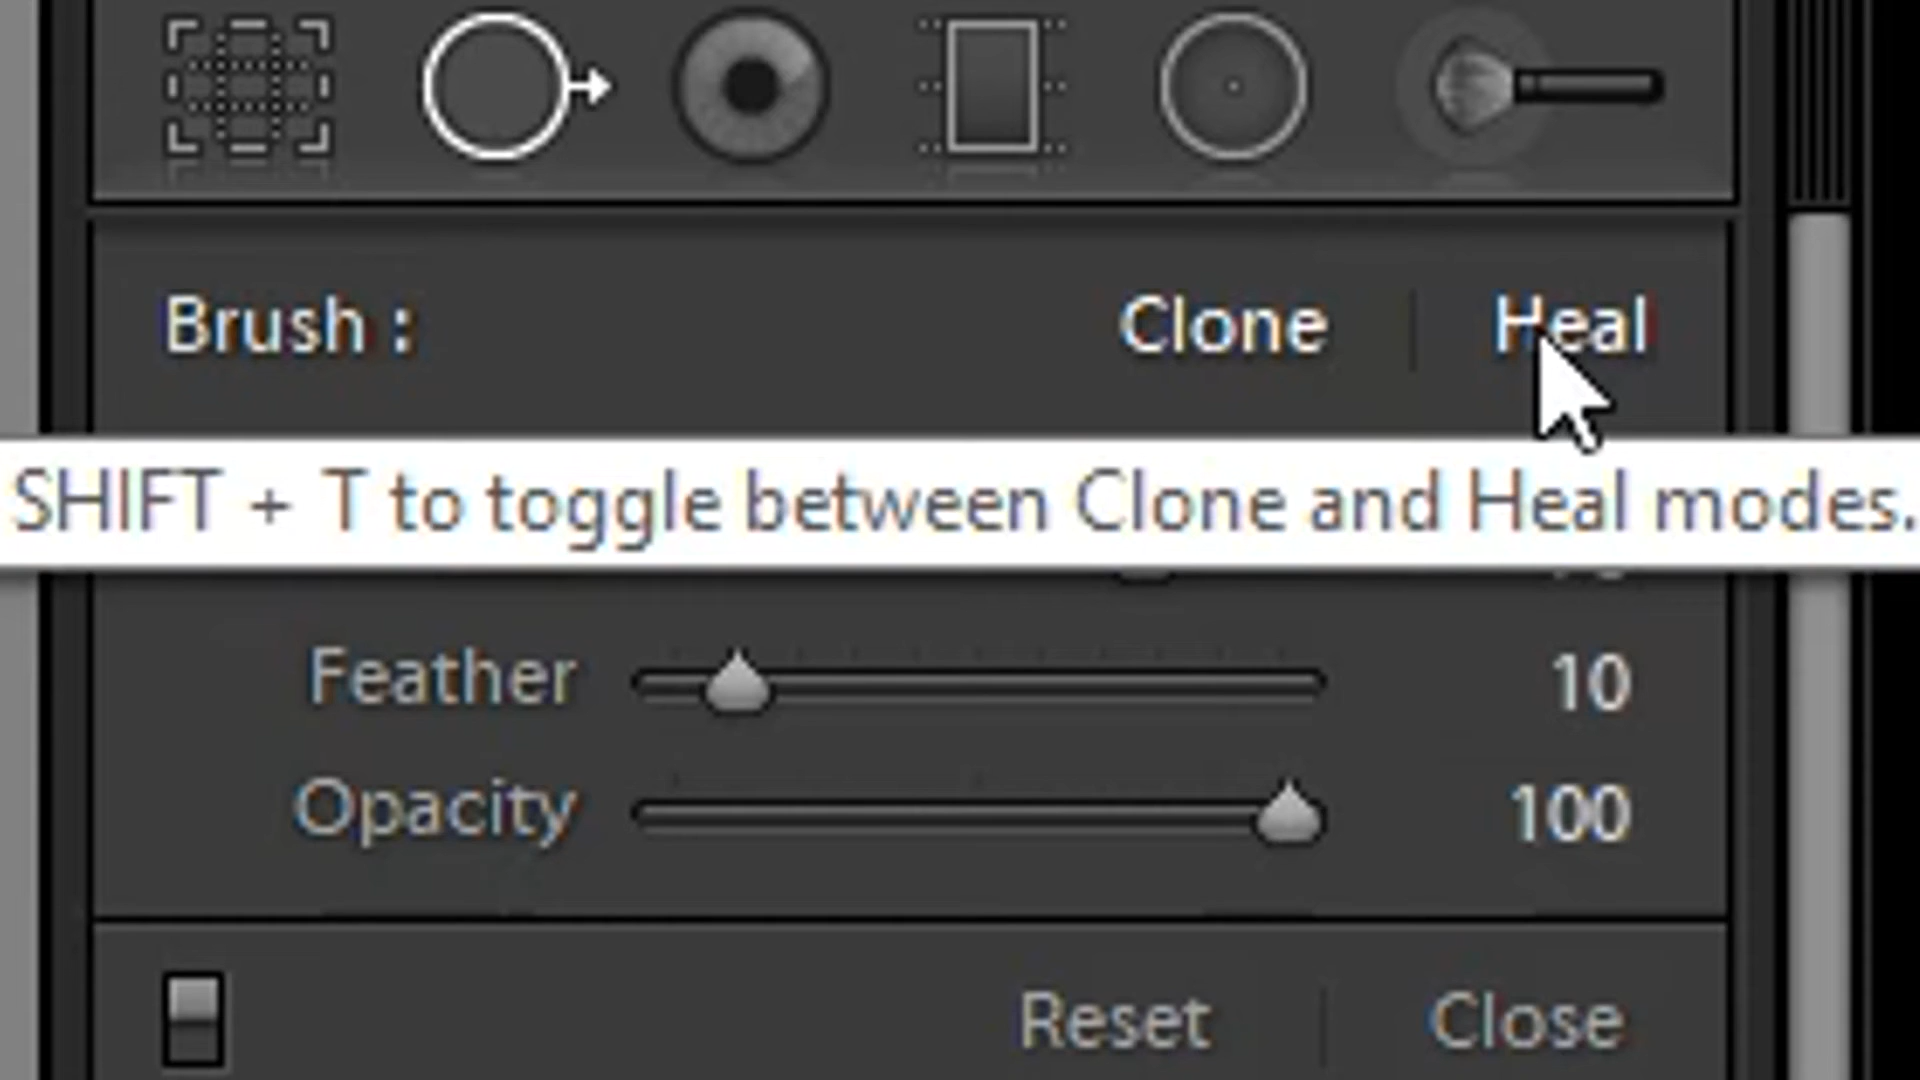 Brush : Clone Heal
SHIFT + T to toggle between Clone and Heal modes.
Feather 10
Opacity 100
Reset Close